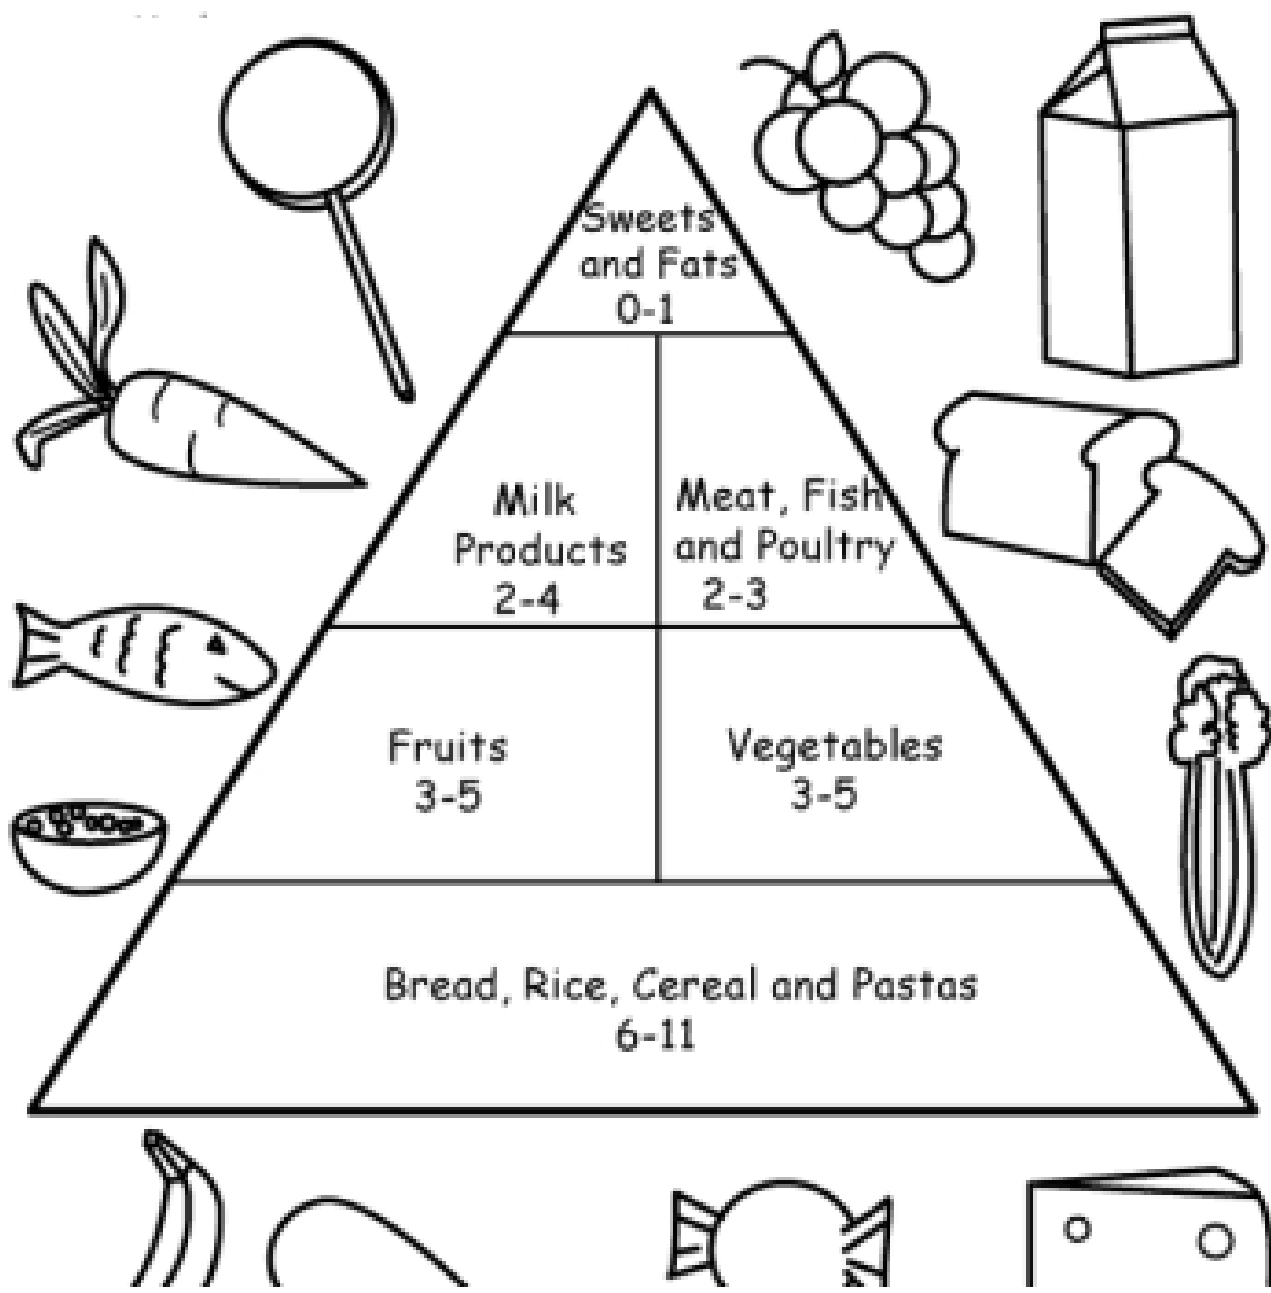 Sweets
and Fats
0-1
Milk
Products
2-4
Meat, Fish
and Poultry
2-3
Fruits
3-5
Vegetables
3-5
Bread, Rice, Cereal and Pastas
6-11